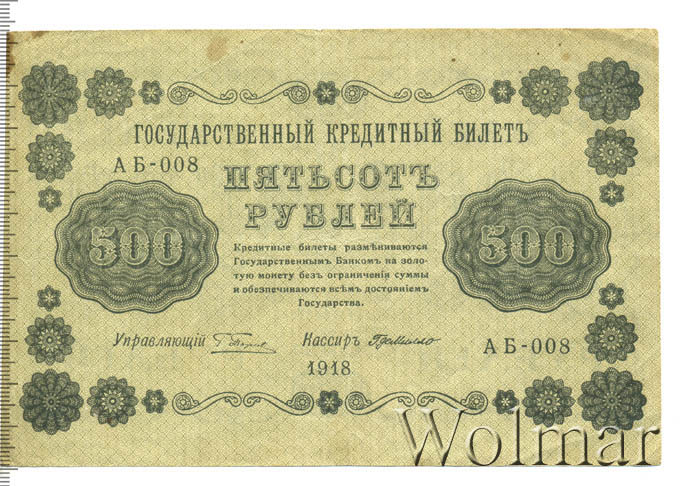 ГОСУДАРСТВЕННЫЙ КРЕДИТНЫЙ БИЛЕТЪ
АБ-008
ПЯТЬСОТЪ
РУБЛЕЙ
500
500
Кредитные билеты размѣниваются
Государственнымъ Банкомъ на золо-
тую монету безъ ограниченія суммы
и обезпечиваются всѣмъ достояніемъ
Государства.
Управляющій
Кассиръ
АБ-008
1918
Wolmar